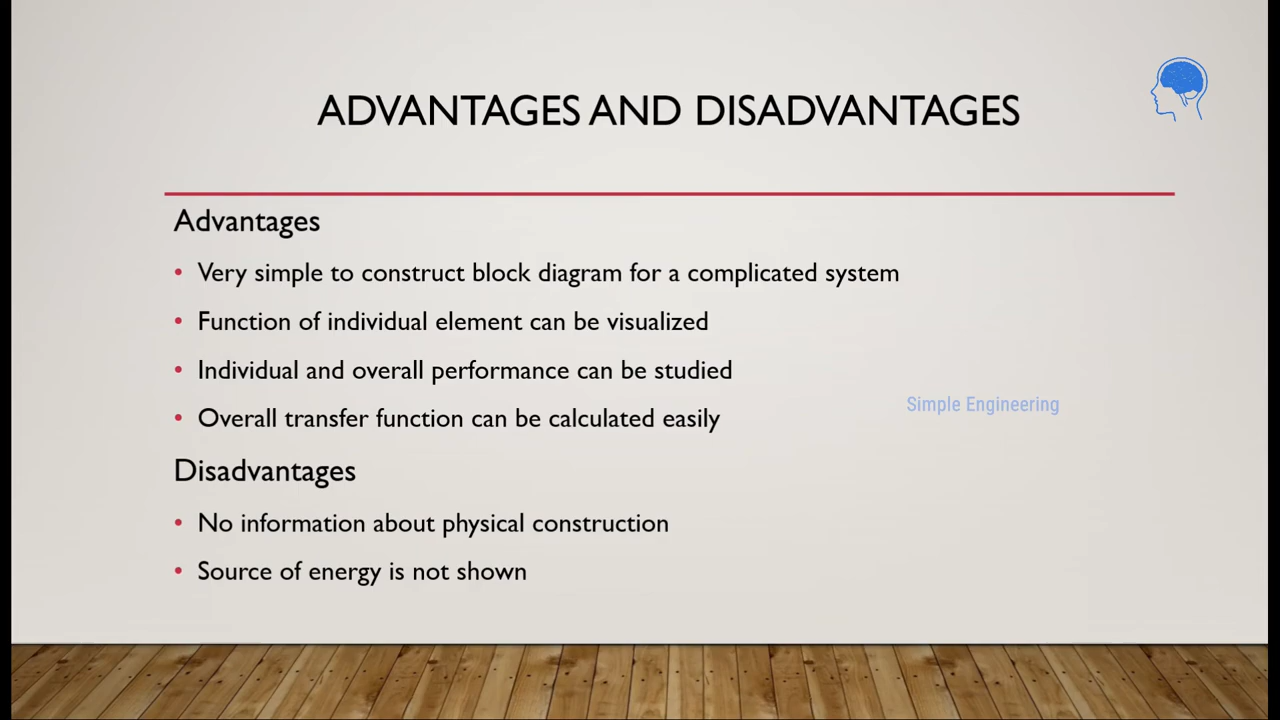 ADVANTAGES AND DISADVANTAGES
Advantages
• Very simple to construct block diagram for a complicated system
• Function of individual element can be visualized
• Individual and overall performance can be studied
• Overall transfer function can be calculated easily
Simple Engineering
Disadvantages
• No information about physical construction
• Source of energy is not shown